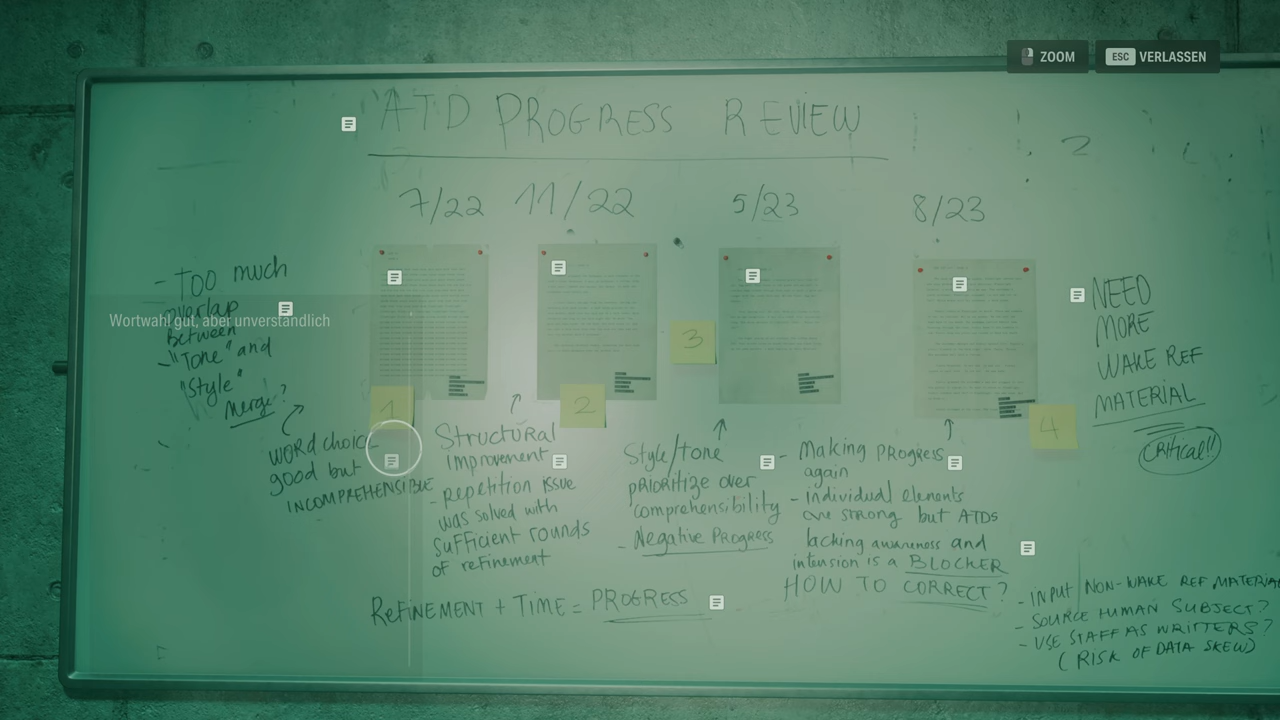 ZOOM
ESC VERLASSEN
ATD PROGRESS REVIEW
7/22
11/22
5/23
8/23
- TOO much
overlap
between
- "Tone" and
"Style"
Merge?
Wortwahl gut, aber unverständlich
1
2
3
4
NEED
MORE
WAKE REF
MATERIAL
CRITICAL!!
WORD choice
good but
INCOMPREHENSIBLE
Structural
improvement
- repetition issue
was solved with
sufficient rounds
of refinement
Style/tone
prioritize over
comprehensibility
- Negative Progress
- Making Progress
again
- individual elements
are strong but ATDs
lacking awareness and
intension is a BLOCKER
HOW TO CORRECT?
REFINEMENT + TIME = PROGRESS
- INPUT NON-WAKE REF MATERIAL
- SOURCE HUMAN SUBJECT?
- USE STAFF AS WRITTERS?
(RISK OF DATA SKEW)